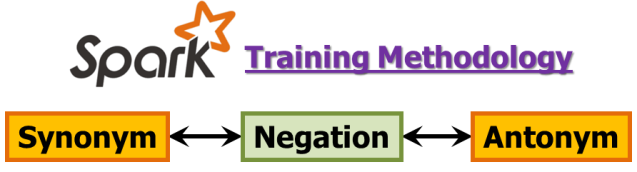 Spark Training Methodology
Synonym Negation Antonym